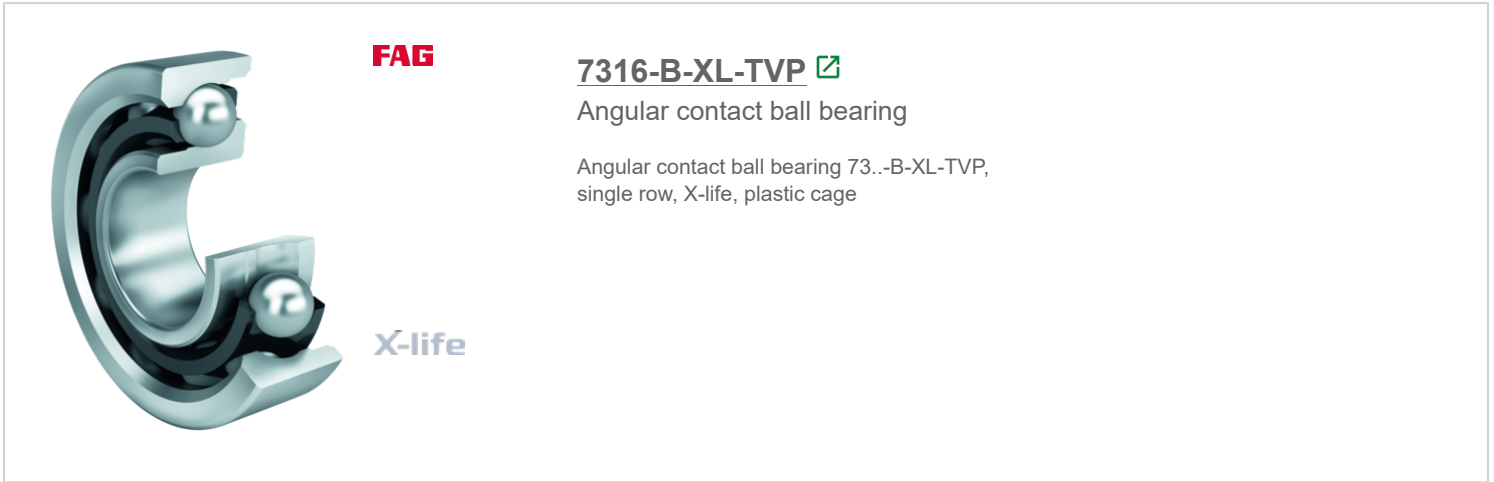 FAG
7316-B-XL-TVP
Angular contact ball bearing
Angular contact ball bearing 73..-B-XL-TVP,
single row, X-life, plastic cage
X-life